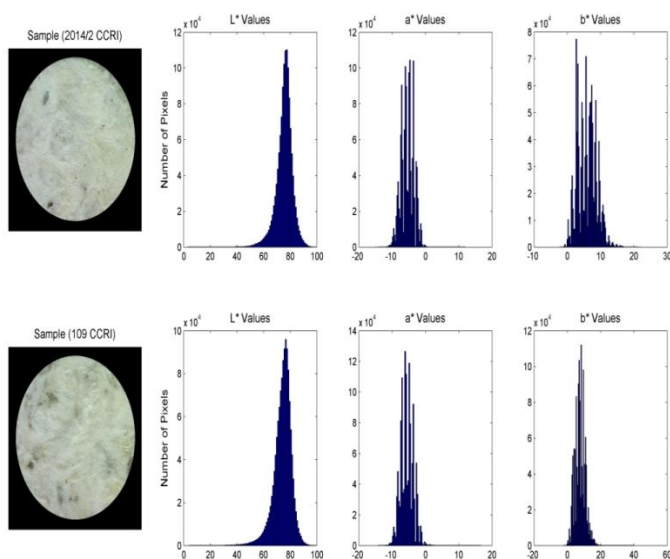 Sample (2014/2 CCRI)
L* Values
x 10⁴
12
10
8
6
4
2
0
Number of Pixels
0 20 40 60 80 100
a* Values
x 10⁴
12
10
8
6
4
2
0
-20 -10 0 10 20
b* Values
x 10⁴
8
7
6
5
4
3
2
1
0
-10 0 10 20 30
Sample (109 CCRI)
L* Values
x 10⁴
10
8
6
4
2
0
Number of Pixels
0 20 40 60 80 100
a* Values
x 10⁴
14
12
10
8
6
4
2
0
-20 -10 0 10 20
b* Values
x 10⁴
12
10
8
6
4
2
0
-20 0 20 40 60